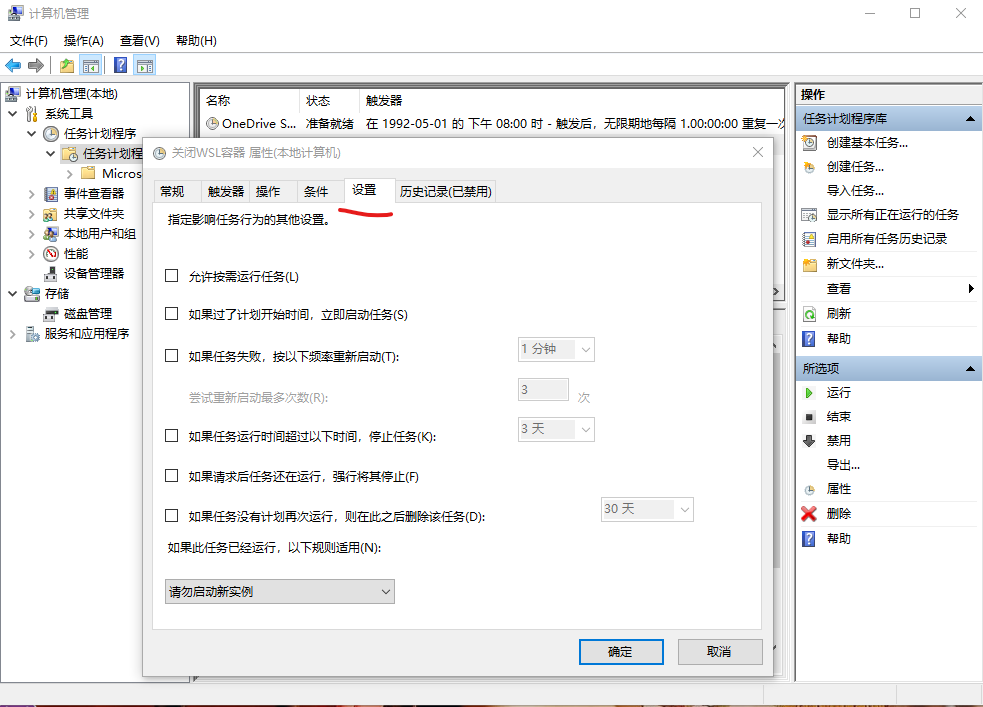 计算机管理
文件(F) 操作(A) 查看(V) 帮助(H)
计算机管理(本地)
系统工具
任务计划程序
任务计划程
Micros
事件查看器
共享文件夹
本地用户和组
性能
设备管理器
存储
磁盘管理
服务和应用程序
名称 状态 触发器
OneDrive S... 准备就绪 在 1992-05-01 的 下午 08:00 时 - 触发后，无限期地每隔 1.00:00:00 重复一次
关闭WSL容器 属性(本地计算机)
常规 触发器 操作 条件 设置 历史记录(已禁用)
指定影响任务行为的其他设置。
允许按需运行任务(L)
如果过了计划开始时间，立即启动任务(S)
如果任务失败，按以下频率重新启动(T): 1 分钟
尝试重新启动最多次数(R): 3 次
如果任务运行时间超过以下时间，停止任务(K): 3 天
如果请求后任务还在运行，强行将其停止(F)
如果任务没有计划再次运行，则在此之后删除该任务(D): 30 天
如果此任务已经运行，以下规则适用(N):
请勿启动新实例
确定 取消
操作
任务计划程序库
创建基本任务...
创建任务...
导入任务...
显示所有正在运行的任务
启用所有任务历史记录
新文件夹...
查看
刷新
帮助
所选项
运行
结束
禁用
导出...
属性
删除
帮助